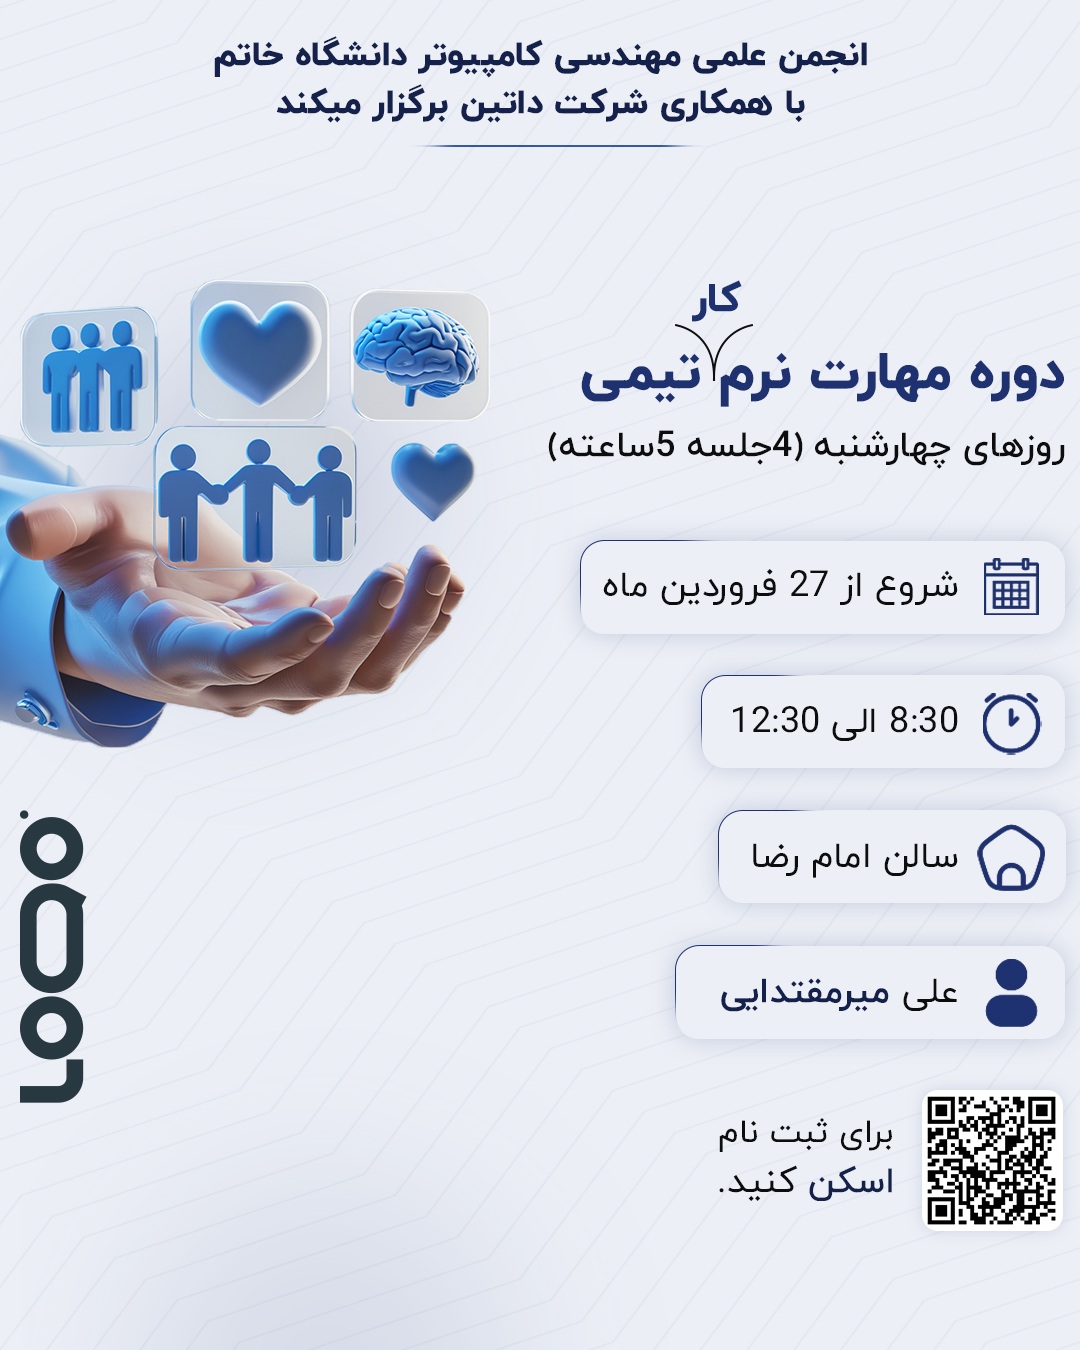 انجمن علمی مهندسی کامپیوتر دانشگاه خاتم
با همکاری شرکت داتین برگزار میکند
کار
دوره مهارت نرم تیمی
روزهای چهارشنبه (4جلسه 5ساعته)
شروع از 27 فروردین ماه
8:30 الی 12:30
سالن امام رضا
علی میرمقتدایی
برای ثبت نام
اسکن کنید.